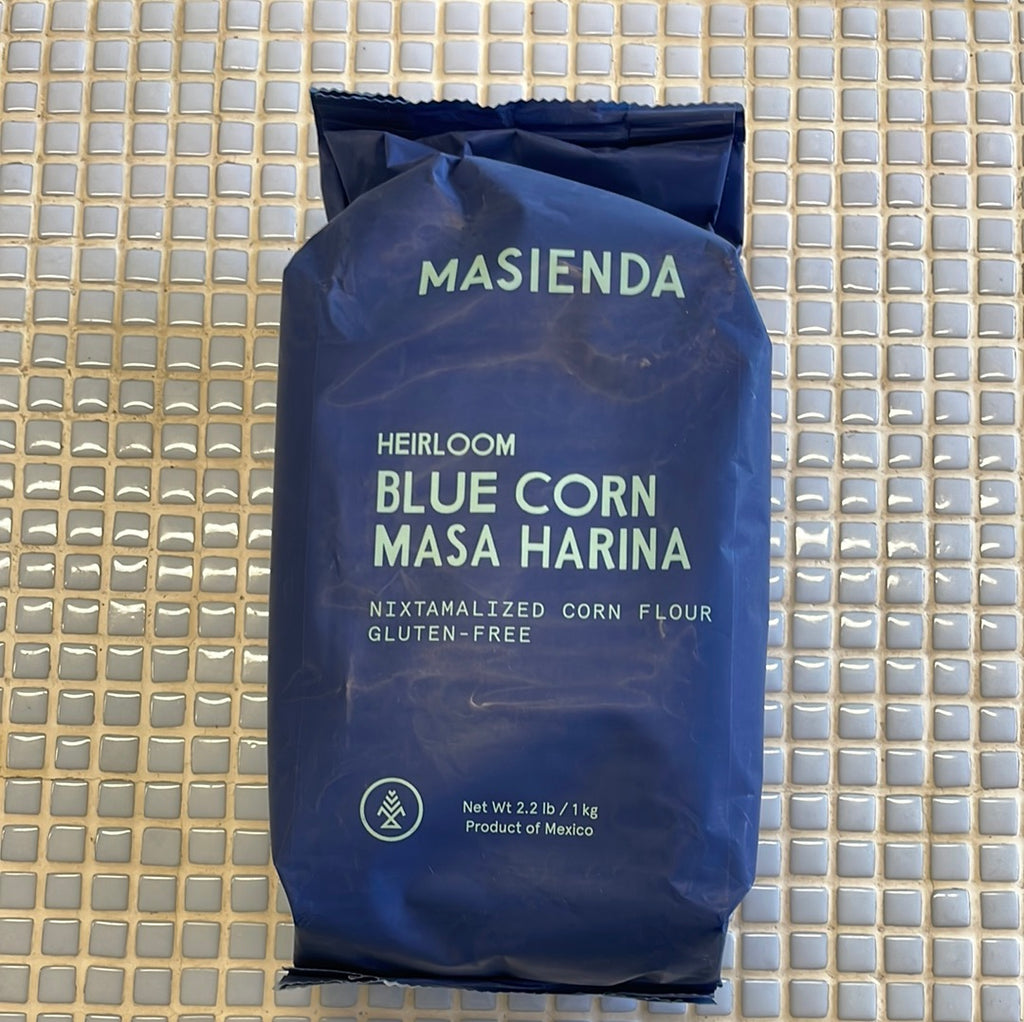 MASIENDA
HEIRLOOM
BLUE CORN
MASA HARINA
NIXTAMALIZED CORN FLOUR
GLUTEN-FREE
Net Wt 2.2 lb / 1 kg
Product of Mexico